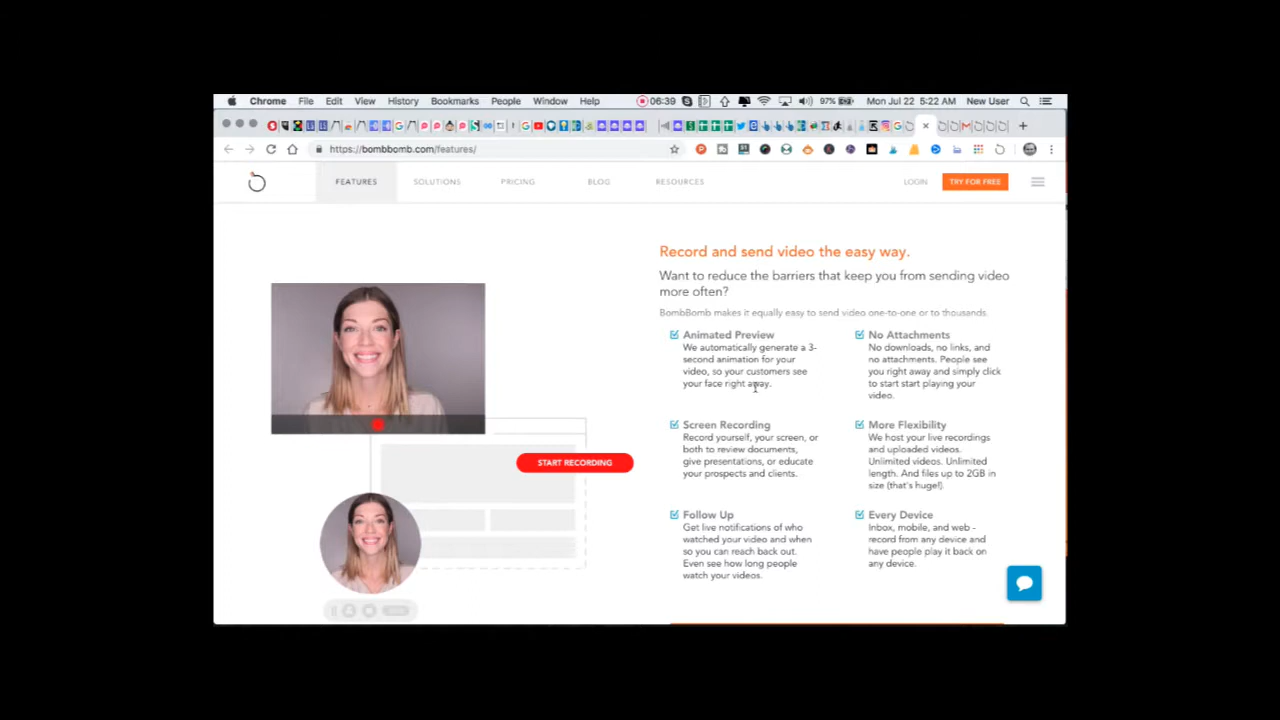 Chrome File Edit View History Bookmarks People Window Help 06:39 97% Mon Jul 22 5:22 AM New User
https://bombbomb.com/features/
FEATURES SOLUTIONS PRICING BLOG RESOURCES LOGIN TRY FOR FREE
Record and send video the easy way.
Want to reduce the barriers that keep you from sending video
more often?
BombBomb makes it equally easy to send video one-to-one or to thousands.
Animated Preview
We automatically generate a 3-
second animation for your
video, so your customers see
your face right away.
No Attachments
No downloads, no links, and
no attachments. People see
you right away and simply click
to start start playing your
video.
Screen Recording
Record yourself, your screen, or
both to review documents,
give presentations, or educate
your prospects and clients.
More Flexibility
We host your live recordings
and uploaded videos.
Unlimited videos. Unlimited
length. And files up to 2GB in
size (that's huge!).
START RECORDING
Follow Up
Get live notifications of who
watched your video and when
so you can reach back out.
Even see how long people
watch your videos.
Every Device
Inbox, mobile, and web -
record from any device and
have people play it back on
any device.